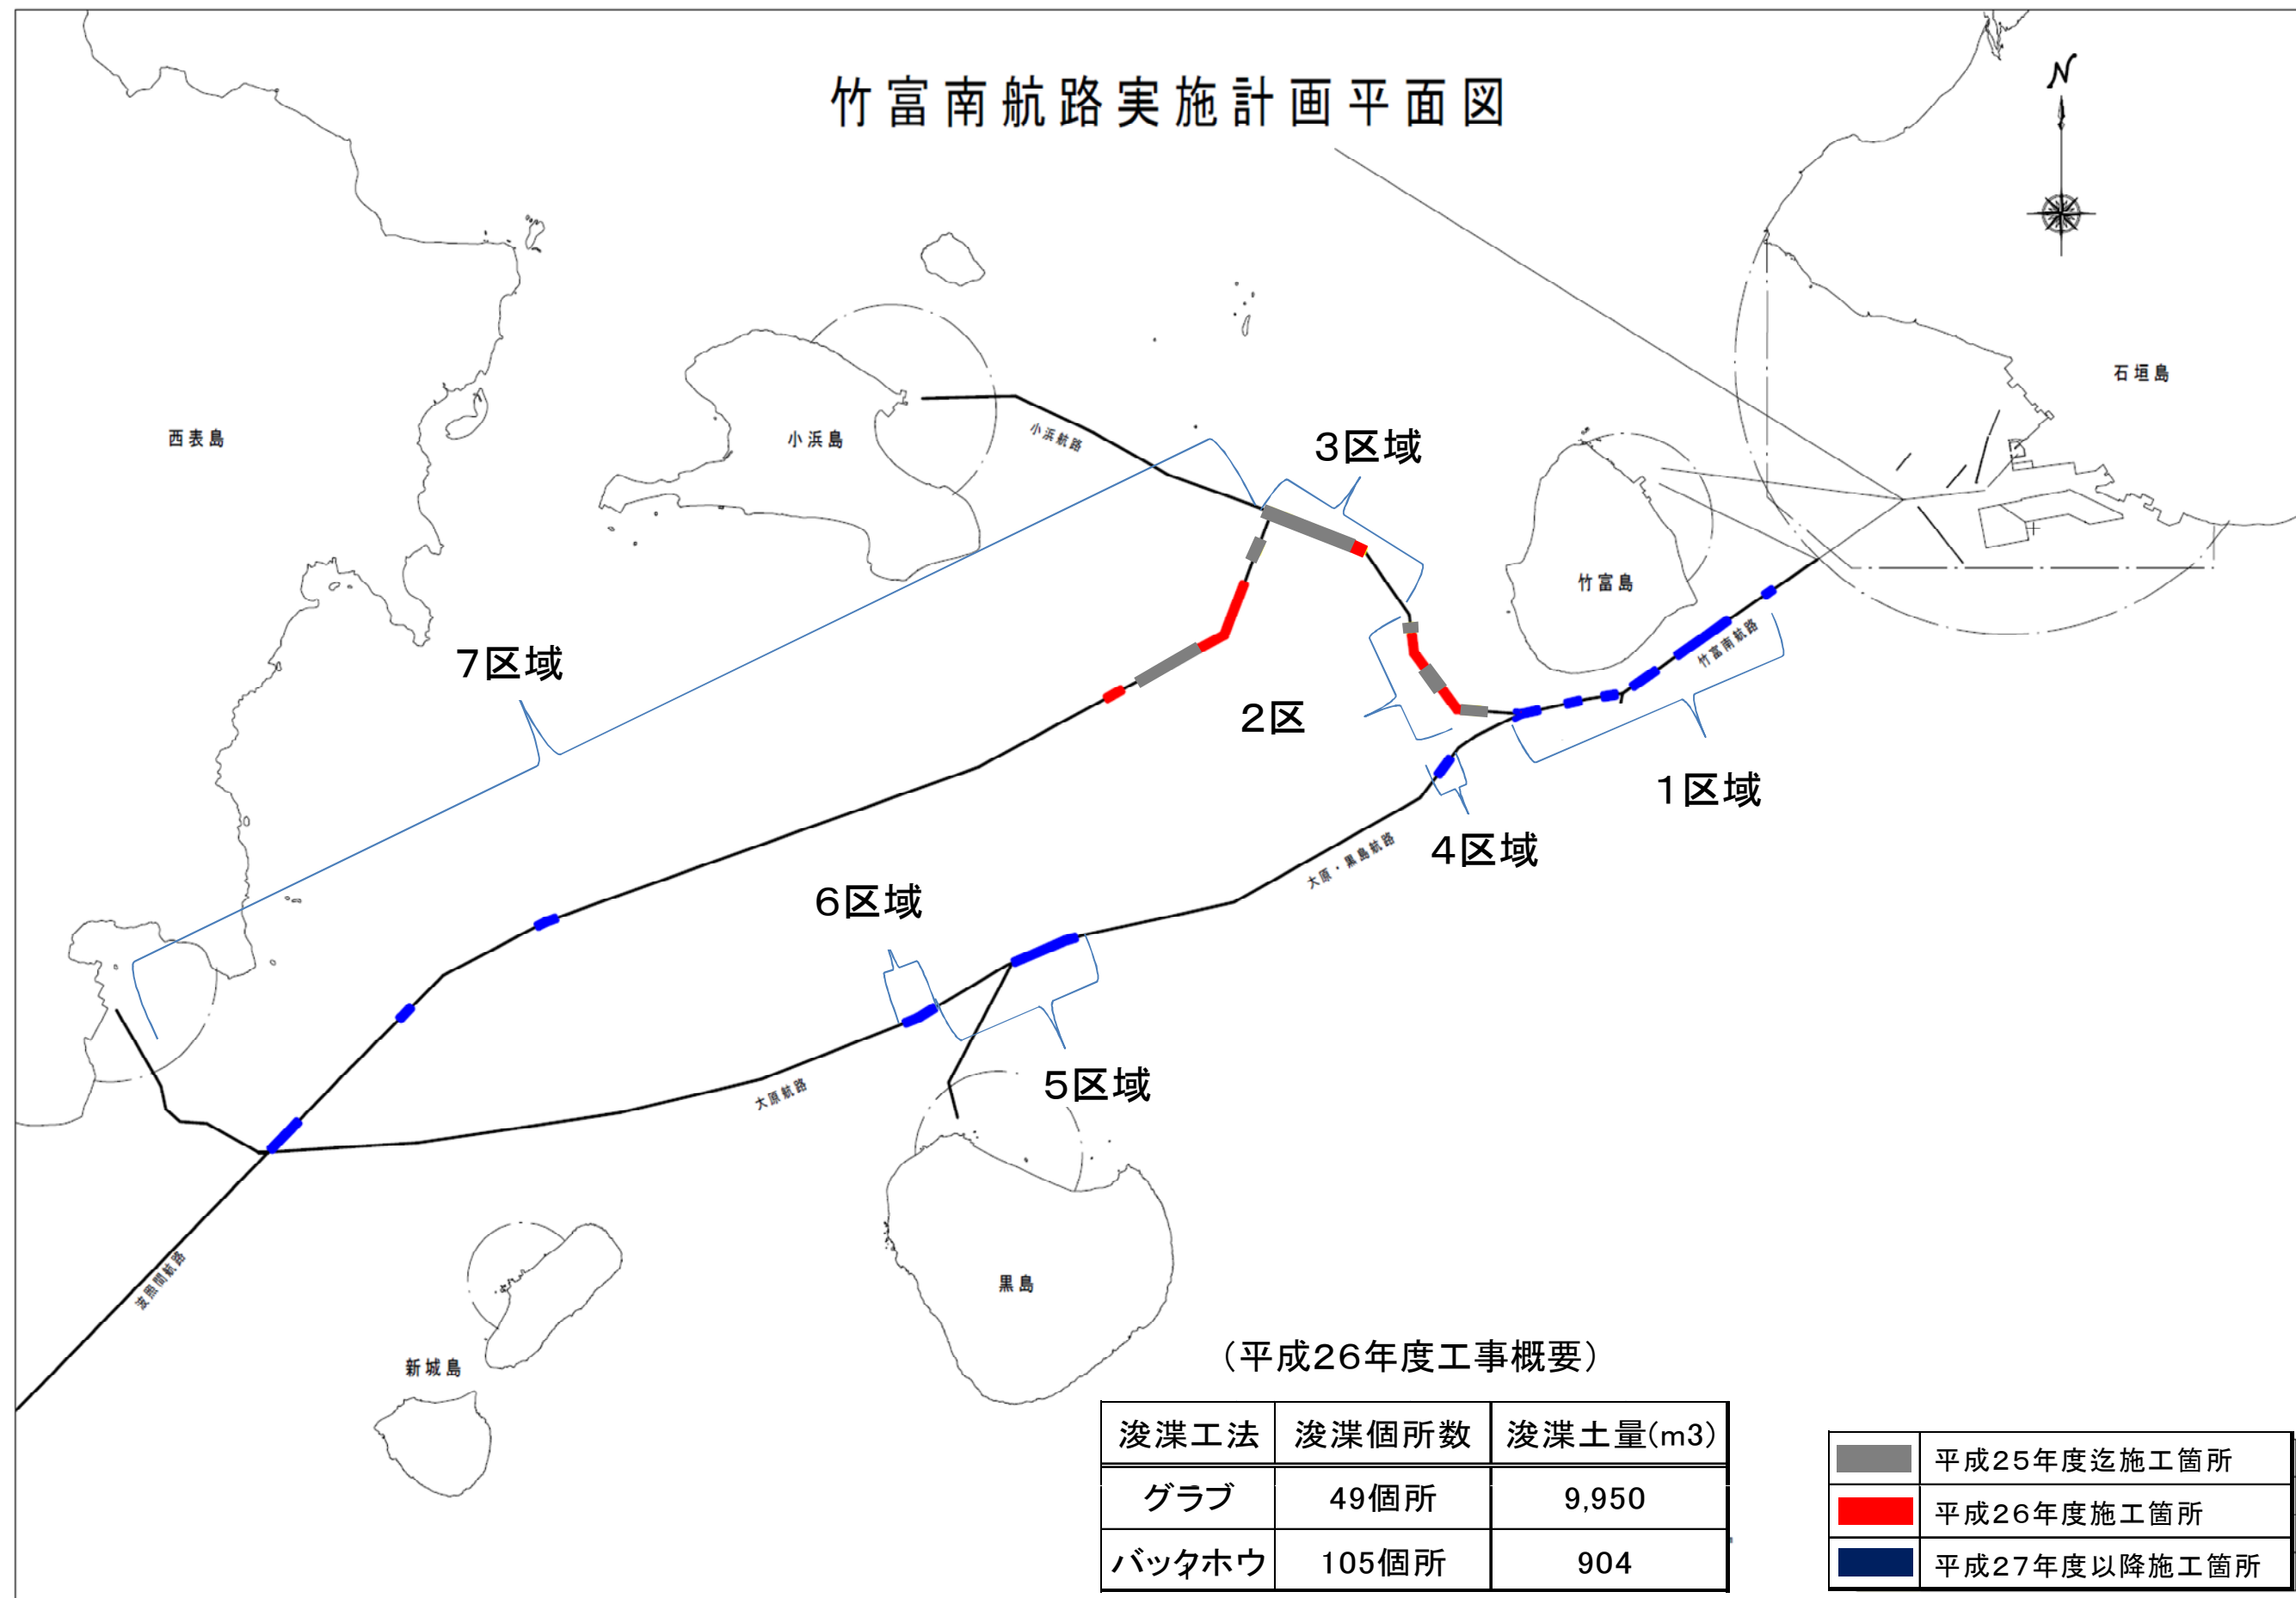 竹富南航路実施計画平面図
N
石垣島
西表島
小浜島
小浜航路
3区域
竹富島
竹富南航路
7区域
2区
1区域
4区域
大原・黒島航路
6区域
5区域
大原航路
波照間航路
黒島
新城島
(平成26年度工事概要)
浚渫工法 浚渫個所数 浚渫土量(m3)
グラブ 49個所 9,950
バックホウ 105個所 904
平成25年度迄施工箇所
平成26年度施工箇所
平成27年度以降施工箇所